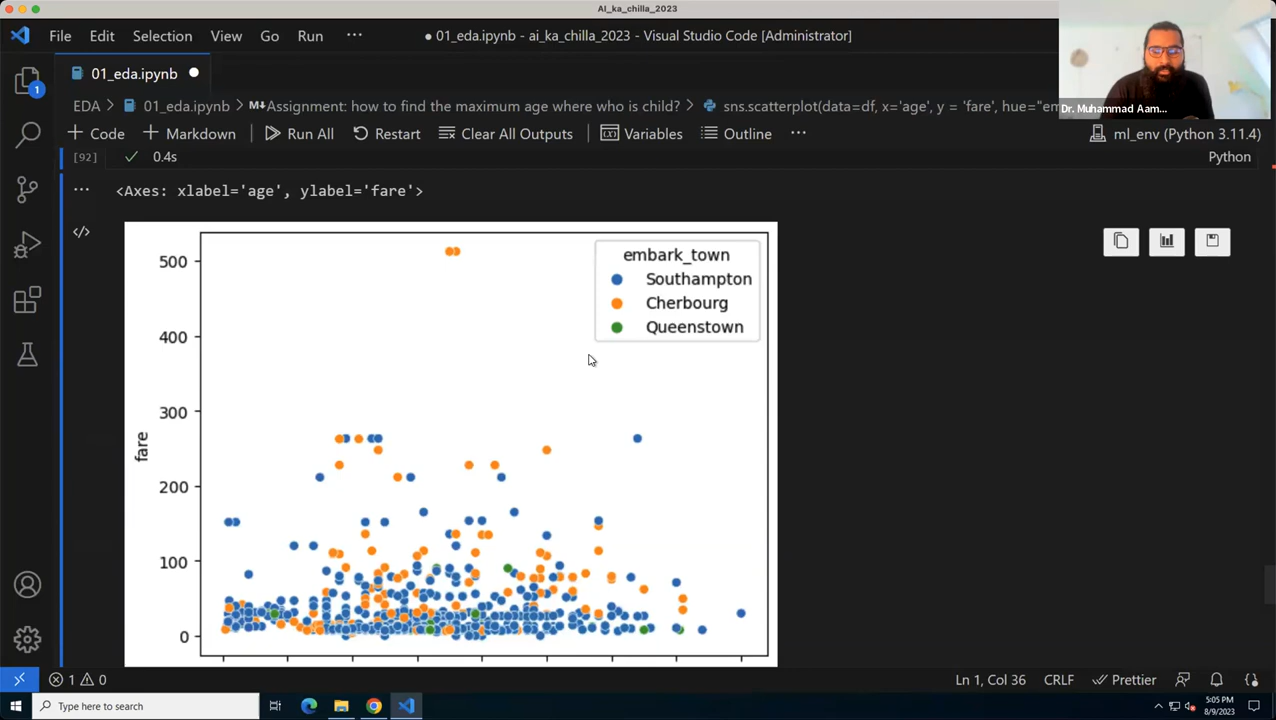 AI_ka_chilla_2023
File Edit Selection View Go Run ··· ● 01_eda.ipynb - ai_ka_chilla_2023 - Visual Studio Code [Administrator]
01_eda.ipynb ●
1
Dr. Muhammad Aam...
EDA > 01_eda.ipynb > M↓Assignment: how to find the maximum age where who is child? > sns.scatterplot(data=df, x='age', y = 'fare', hue="em
+ Code + Markdown Run All Restart Clear All Outputs Variables Outline ··· ml_env (Python 3.11.4)
[92] ✓ 0.4s Python
··· <Axes: xlabel='age', ylabel='fare'>
</>
embark_town
Southampton
Cherbourg
Queenstown
500
400
300
fare
200
100
0
1 0 Ln 1, Col 36 CRLF Prettier
Type here to search
5:05 PM
8/9/2023